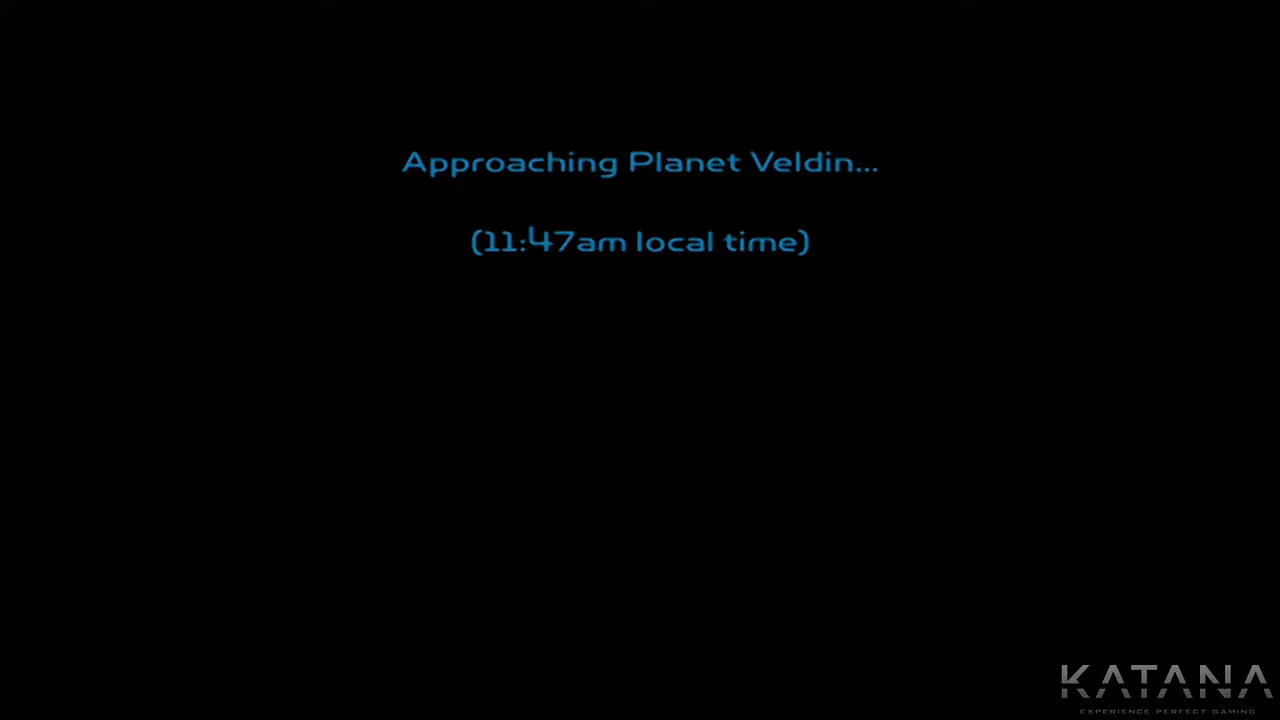 Approaching Planet Veldin...
(11:47am local time)
KATANA
EXPERIENCE PERFECT GAMING